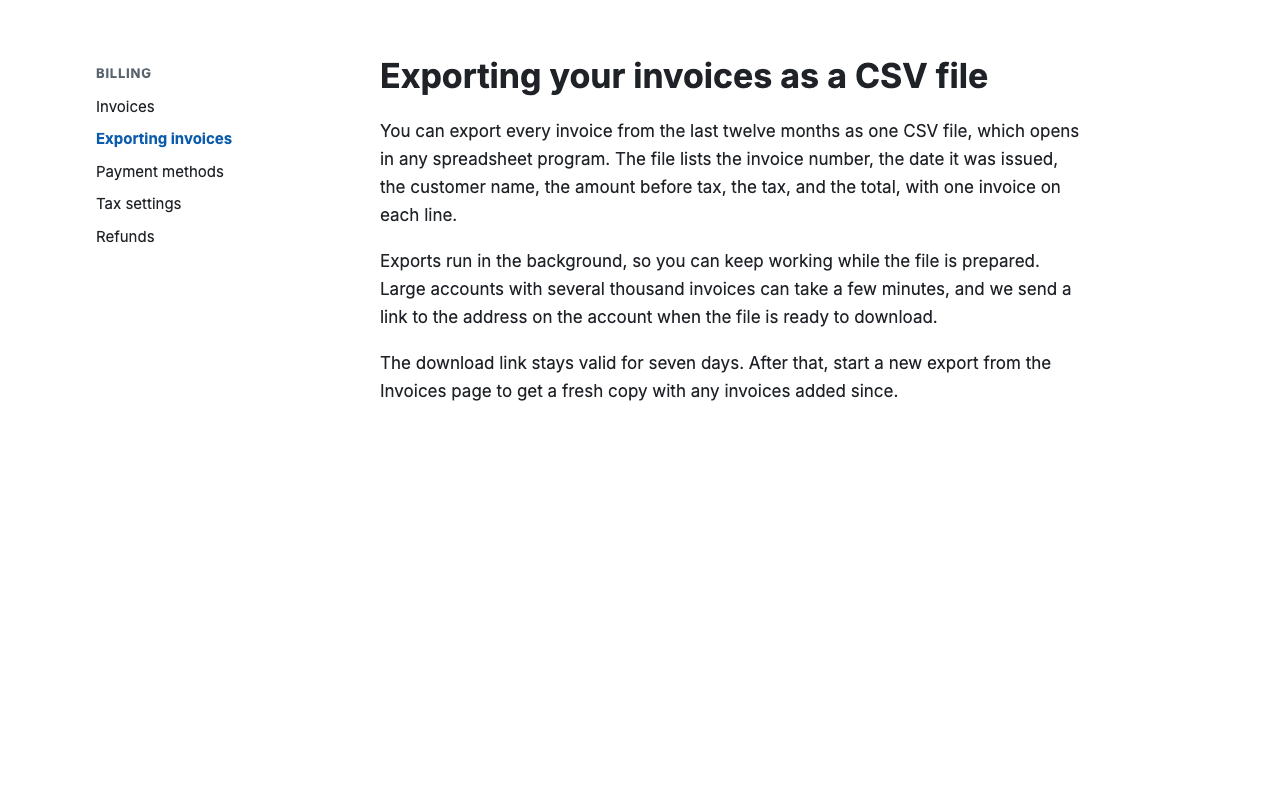 BILLING
Invoices
Exporting invoices
Payment methods
Tax settings
Refunds
Exporting your invoices as a CSV file
You can export every invoice from the last twelve months as one CSV file, which opens
in any spreadsheet program. The file lists the invoice number, the date it was issued,
the customer name, the amount before tax, the tax, and the total, with one invoice on
each line.
Exports run in the background, so you can keep working while the file is prepared.
Large accounts with several thousand invoices can take a few minutes, and we send a
link to the address on the account when the file is ready to download.
The download link stays valid for seven days. After that, start a new export from the
Invoices page to get a fresh copy with any invoices added since.